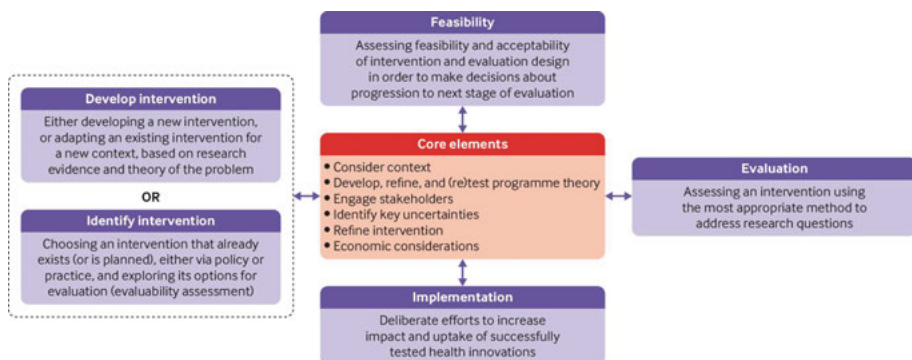 Feasibility
Assessing feasibility and acceptability
of intervention and evaluation design
in order to make decisions about
progression to next stage of evaluation
Develop intervention
Either developing a new intervention,
or adapting an existing intervention for
a new context, based on research
evidence and theory of the problem
OR
Identify intervention
Choosing an intervention that already
exists (or is planned), either via policy or
practice, and exploring its options for
evaluation (evaluability assessment)
Core elements
• Consider context
• Develop, refine, and (re)test programme theory
• Engage stakeholders
• Identify key uncertainties
• Refine intervention
• Economic considerations
Evaluation
Assessing an intervention using
the most appropriate method to
address research questions
Implementation
Deliberate efforts to increase
impact and uptake of successfully
tested health innovations